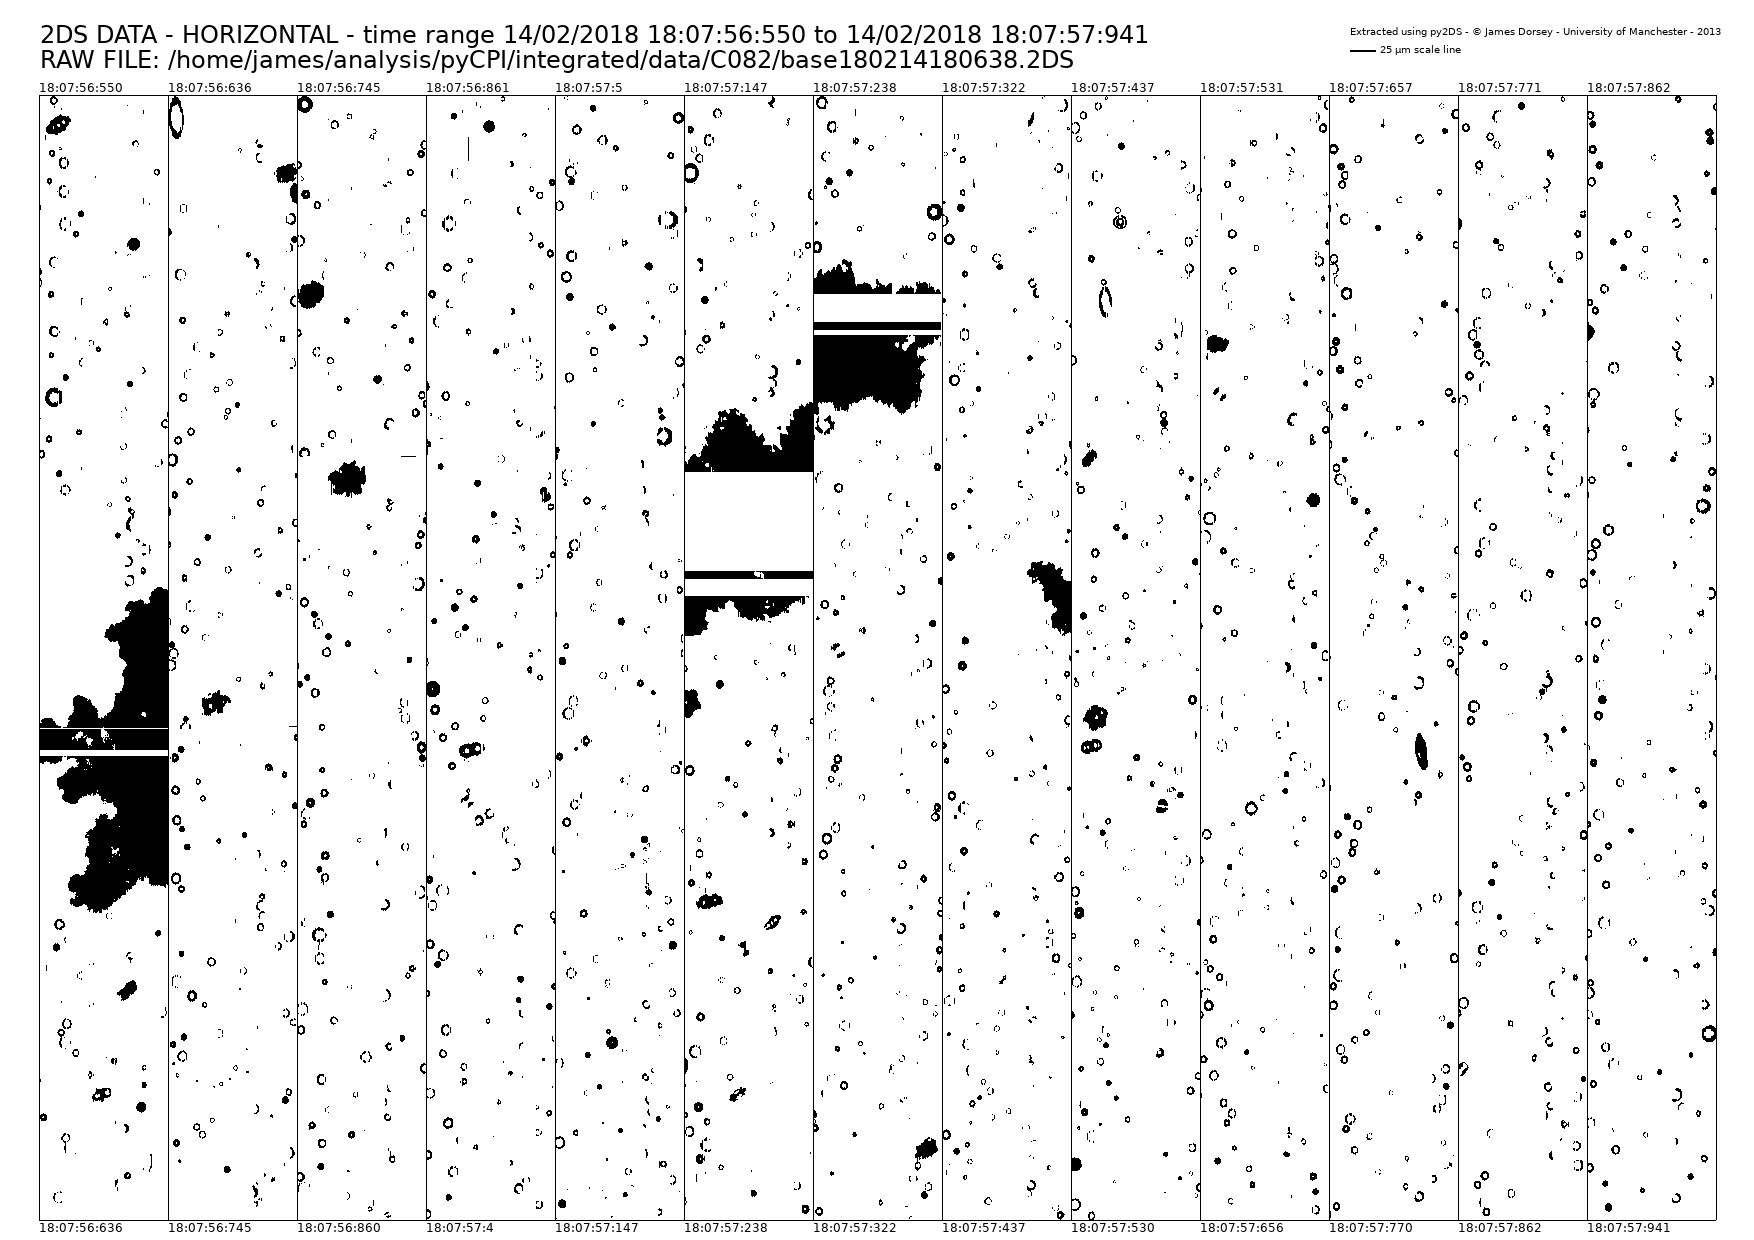 2DS DATA - HORIZONTAL - time range 14/02/2018 18:07:56:550 to 14/02/2018 18:07:57:941
RAW FILE: /home/james/analysis/pyCPI/integrated/data/C082/base180214180638.2DS
Extracted using py2DS - © James Dorsey - University of Manchester - 2013
25 µm scale line
18:07:56:550 18:07:56:636 18:07:56:745 18:07:56:861 18:07:57:5 18:07:57:147 18:07:57:238 18:07:57:322 18:07:57:437 18:07:57:531 18:07:57:657 18:07:57:771 18:07:57:862
18:07:56:636 18:07:56:745 18:07:56:860 18:07:57:4 18:07:57:147 18:07:57:238 18:07:57:322 18:07:57:437 18:07:57:530 18:07:57:656 18:07:57:770 18:07:57:862 18:07:57:941